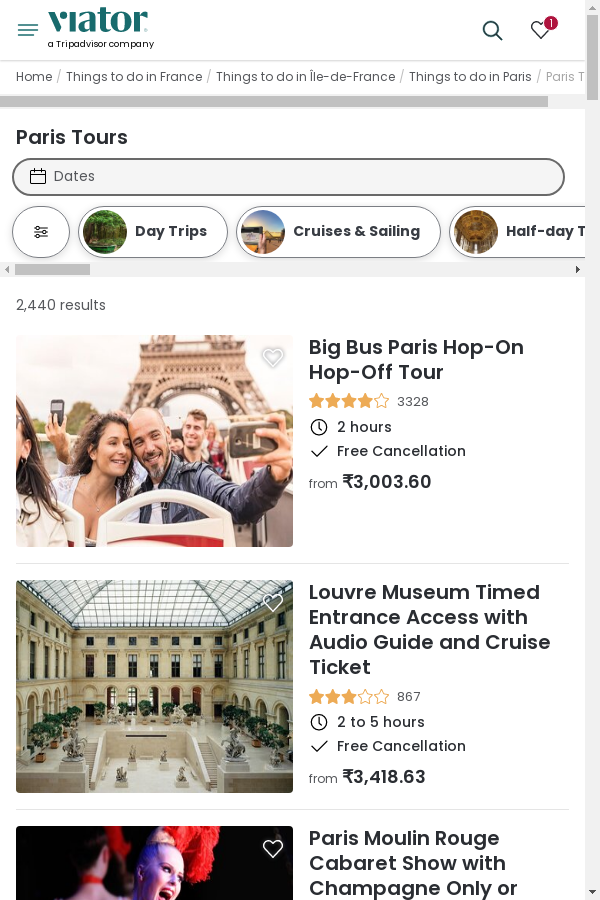 viator
a Tripadvisor company
1
Home / Things to do in France / Things to do in Île-de-France / Things to do in Paris / Paris T
Paris Tours
Dates
Day Trips
Cruises & Sailing
Half-day T
2,440 results
Big Bus Paris Hop-On
Hop-Off Tour
3328
2 hours
Free Cancellation
from ₹3,003.60
Louvre Museum Timed
Entrance Access with
Audio Guide and Cruise
Ticket
867
2 to 5 hours
Free Cancellation
from ₹3,418.63
Paris Moulin Rouge
Cabaret Show with
Champagne Only or